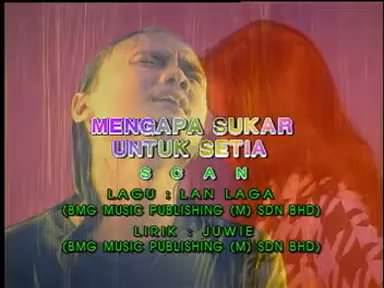 MENGAPA SUKAR
UNTUK SETIA
SCAN
LAGU : LAN LAGA
(BMG MUSIC PUBLISHING (M) SDN BHD)
LIRIK : JUWIE
(BMG MUSIC PUBLISHING (M) SDN BHD)